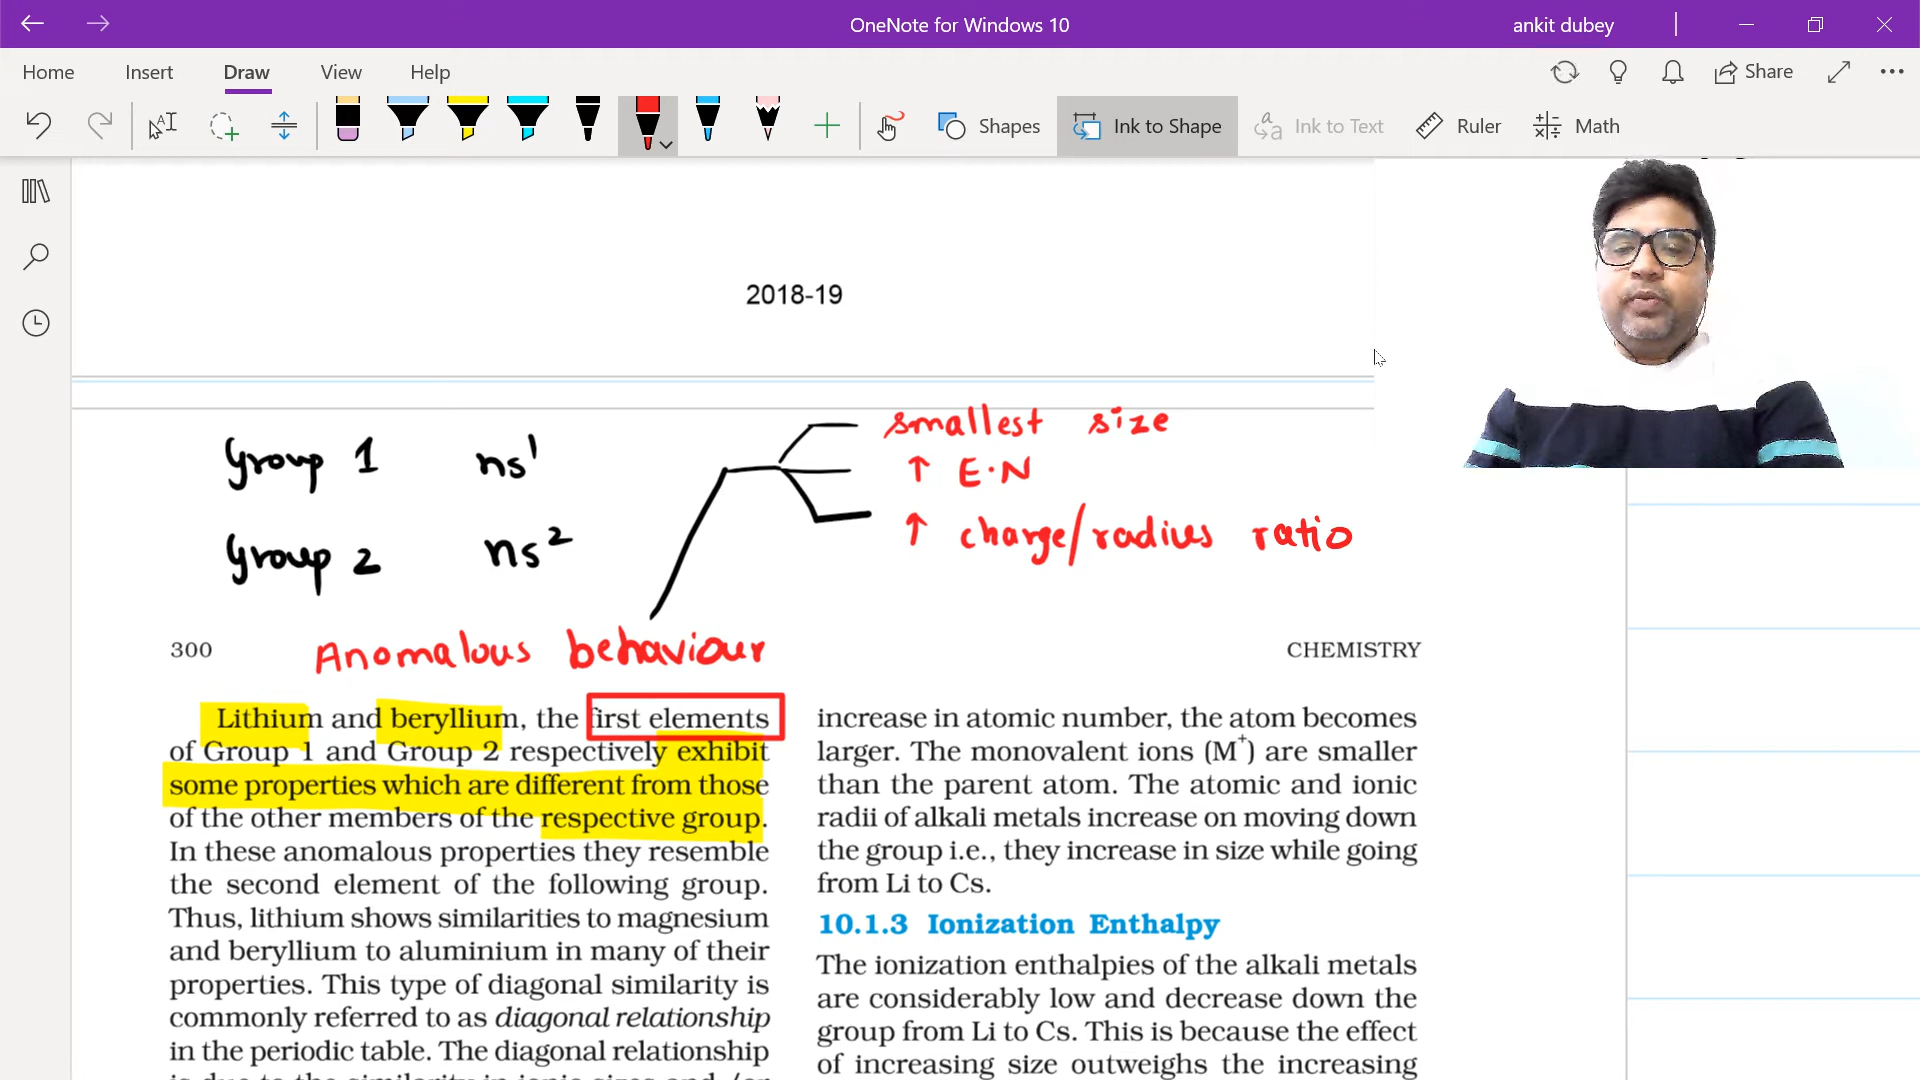 OneNote for Windows 10
ankit dubey
Home Insert Draw View Help
Share
Shapes Ink to Shape Ink to Text Ruler Math
2018-19
Group 1 ns¹
Group 2 ns²
smallest size
↑ E.N
↑ charge/radius ratio
300
Anomalous behaviour
CHEMISTRY
Lithium and beryllium, the first elements
of Group 1 and Group 2 respectively exhibit
some properties which are different from those
of the other members of the respective group.
In these anomalous properties they resemble
the second element of the following group.
Thus, lithium shows similarities to magnesium
and beryllium to aluminium in many of their
properties. This type of diagonal similarity is
commonly referred to as diagonal relationship
in the periodic table. The diagonal relationship
increase in atomic number, the atom becomes
larger. The monovalent ions (M⁺) are smaller
than the parent atom. The atomic and ionic
radii of alkali metals increase on moving down
the group i.e., they increase in size while going
from Li to Cs.
10.1.3 Ionization Enthalpy
The ionization enthalpies of the alkali metals
are considerably low and decrease down the
group from Li to Cs. This is because the effect
of increasing size outweighs the increasing